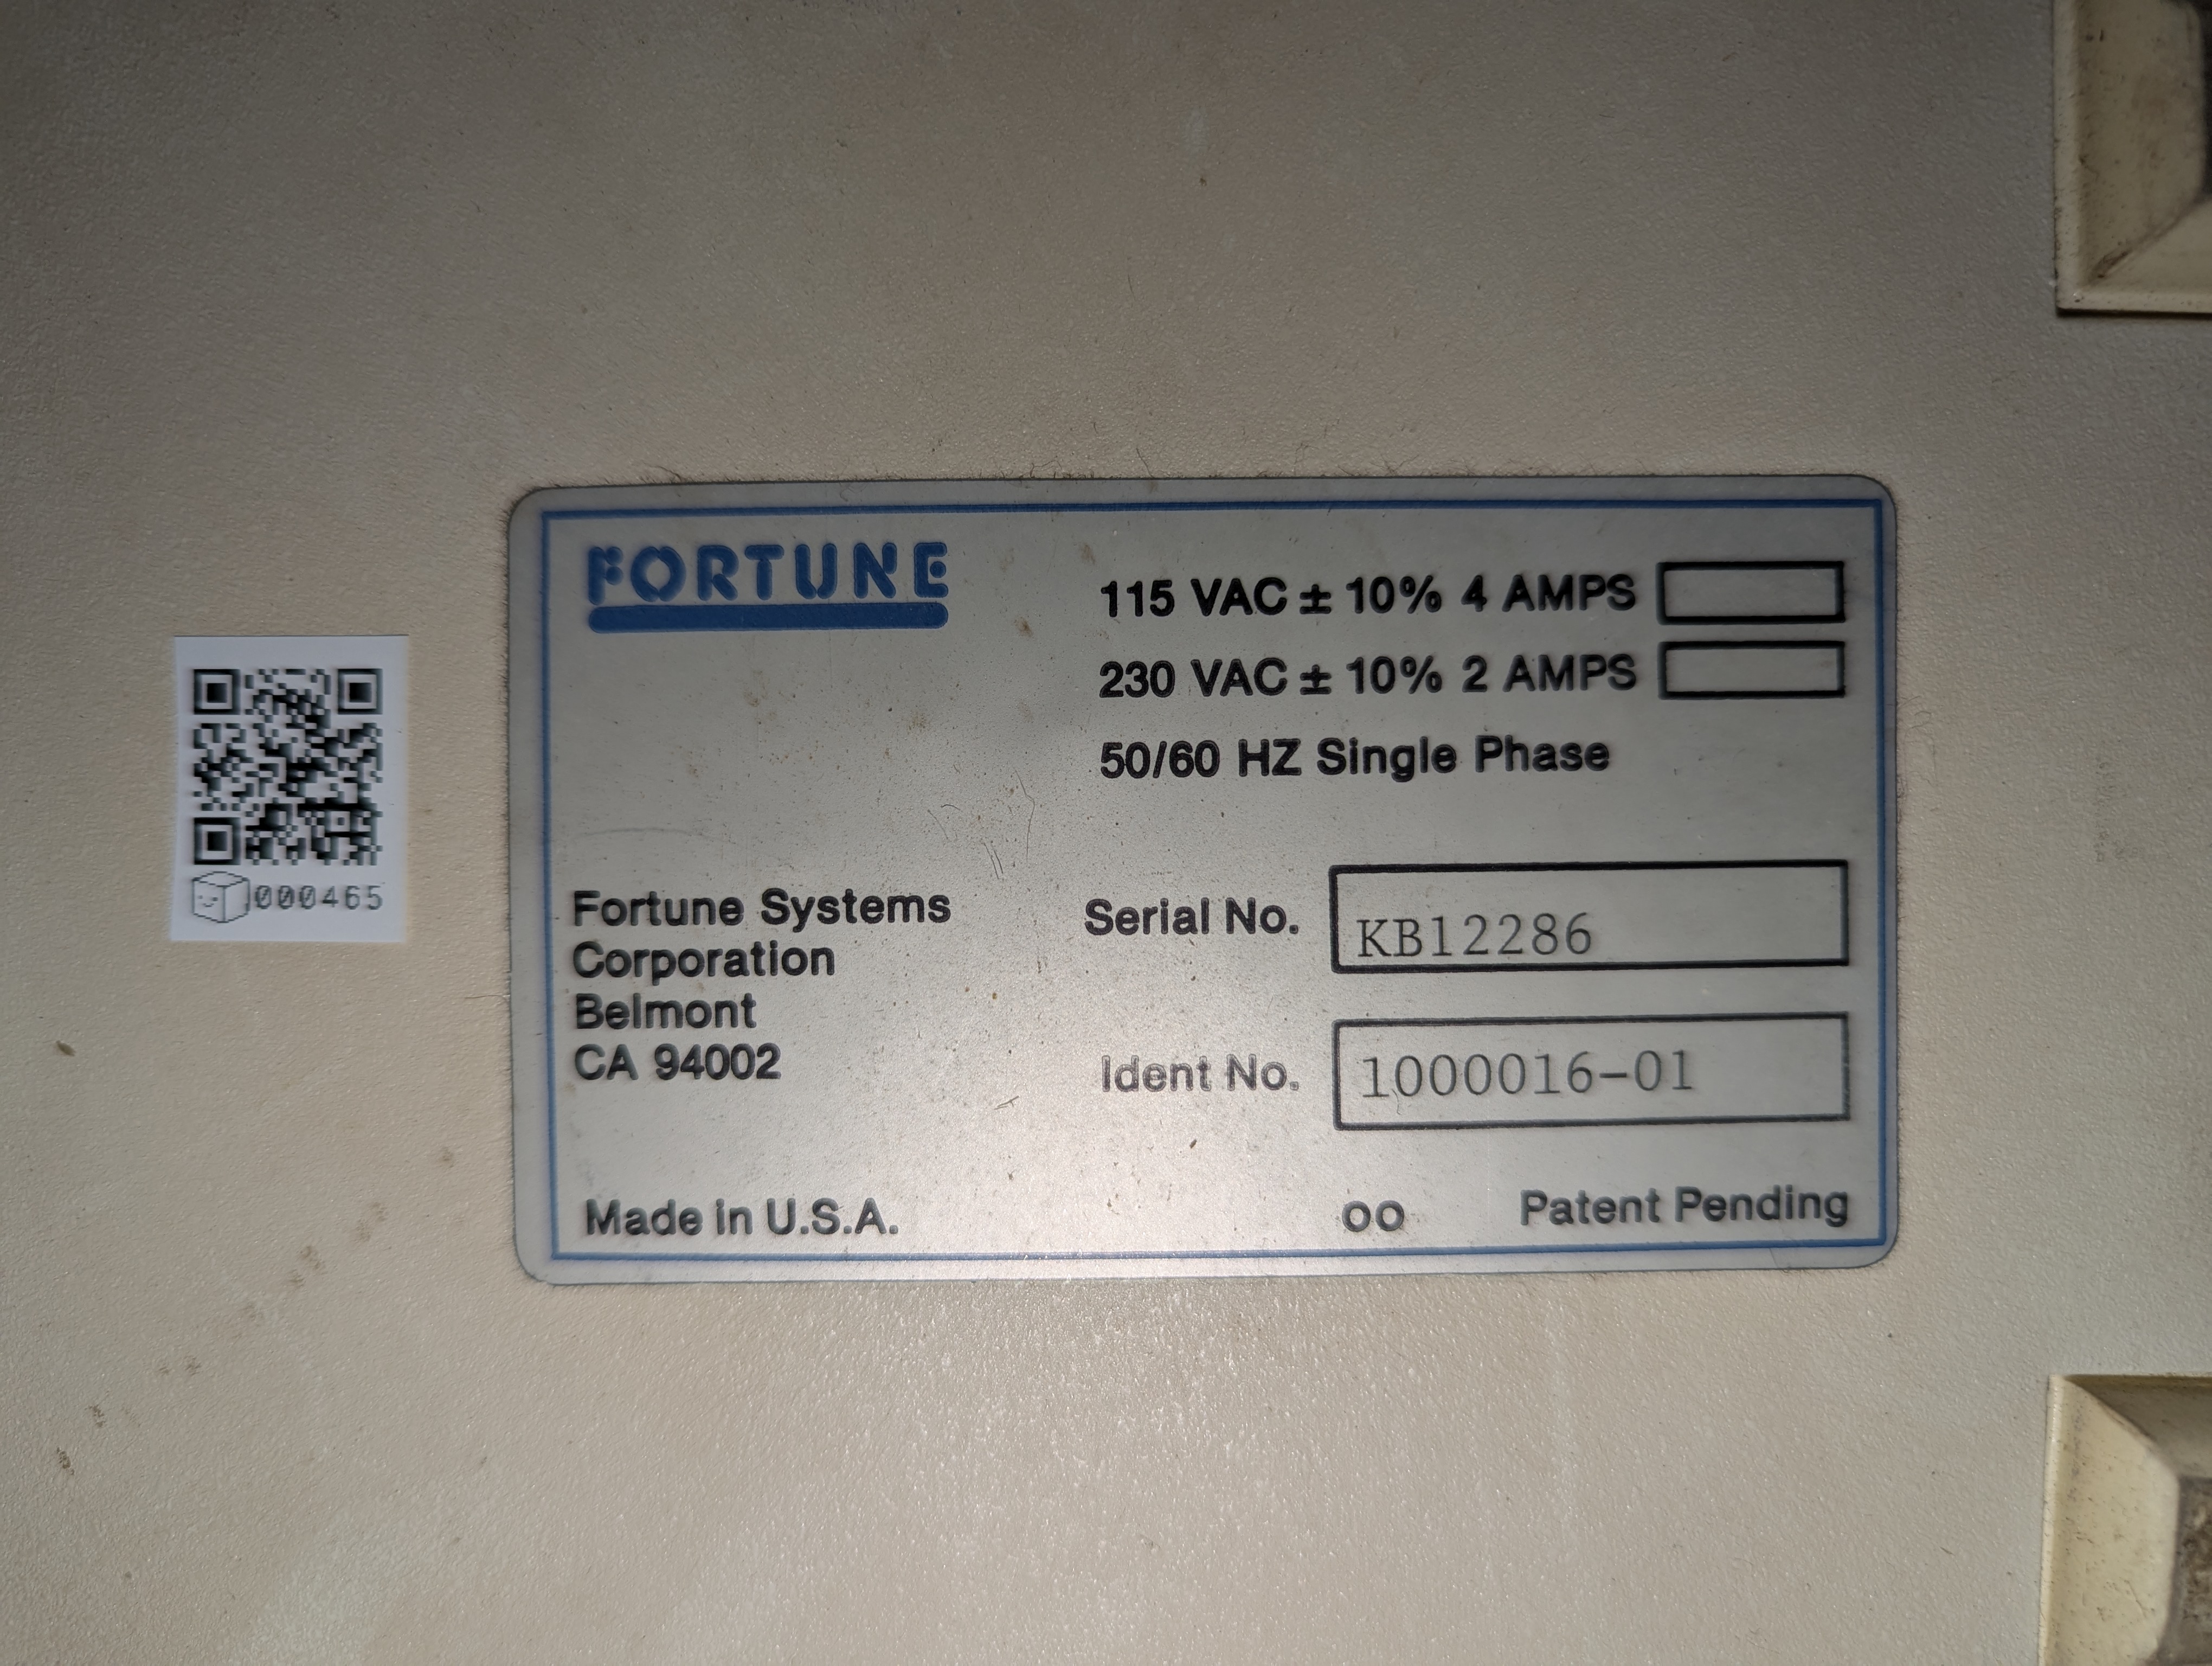 FORTUNE
115 VAC ± 10% 4 AMPS
230 VAC ± 10% 2 AMPS
50/60 HZ Single Phase
000465
Fortune Systems
Corporation
Belmont
CA 94002
Serial No. KB12286
Ident No. 1000016-01
Made in U.S.A.
00
Patent Pending